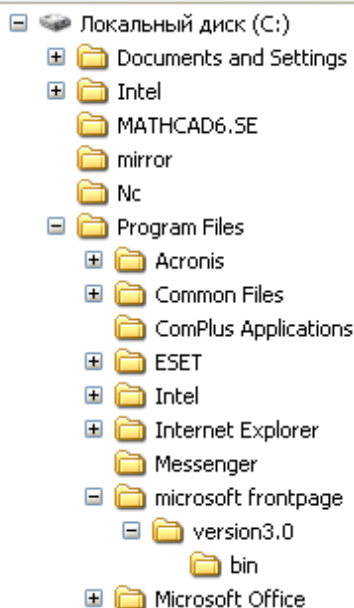 Локальный диск (C:)
Documents and Settings
Intel
MATHCAD6.SE
mirror
Nc
Program Files
Acronis
Common Files
ComPlus Applications
ESET
Intel
Internet Explorer
Messenger
microsoft frontpage
version3.0
bin
Microsoft Office